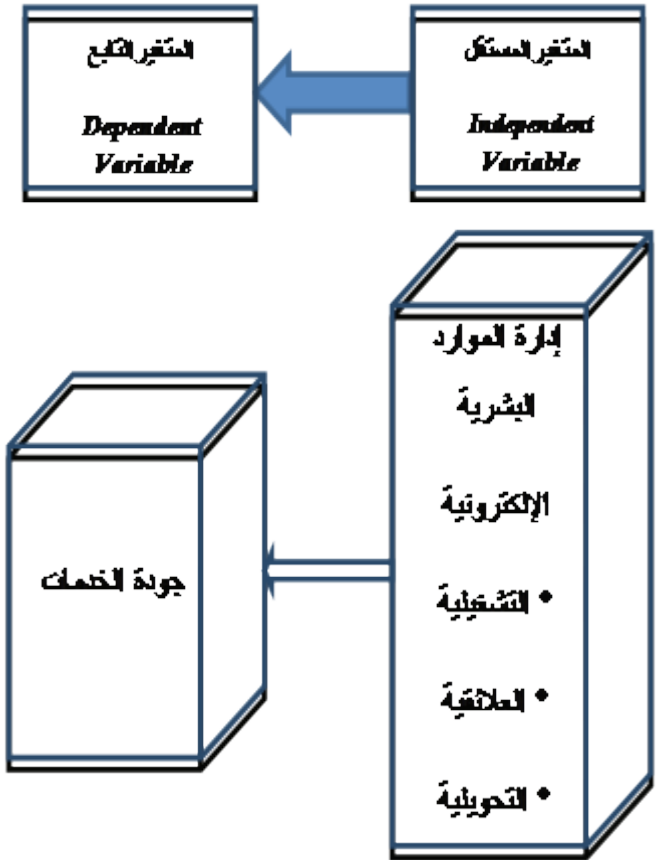 المتغير المستقل
Independent
Variable
المتغير التابع
Dependent
Variable
إدارة الموارد
البشرية
الإلكترونية
• التشغيلية
• العلائقية
• التحويلية
جودة الخدمات